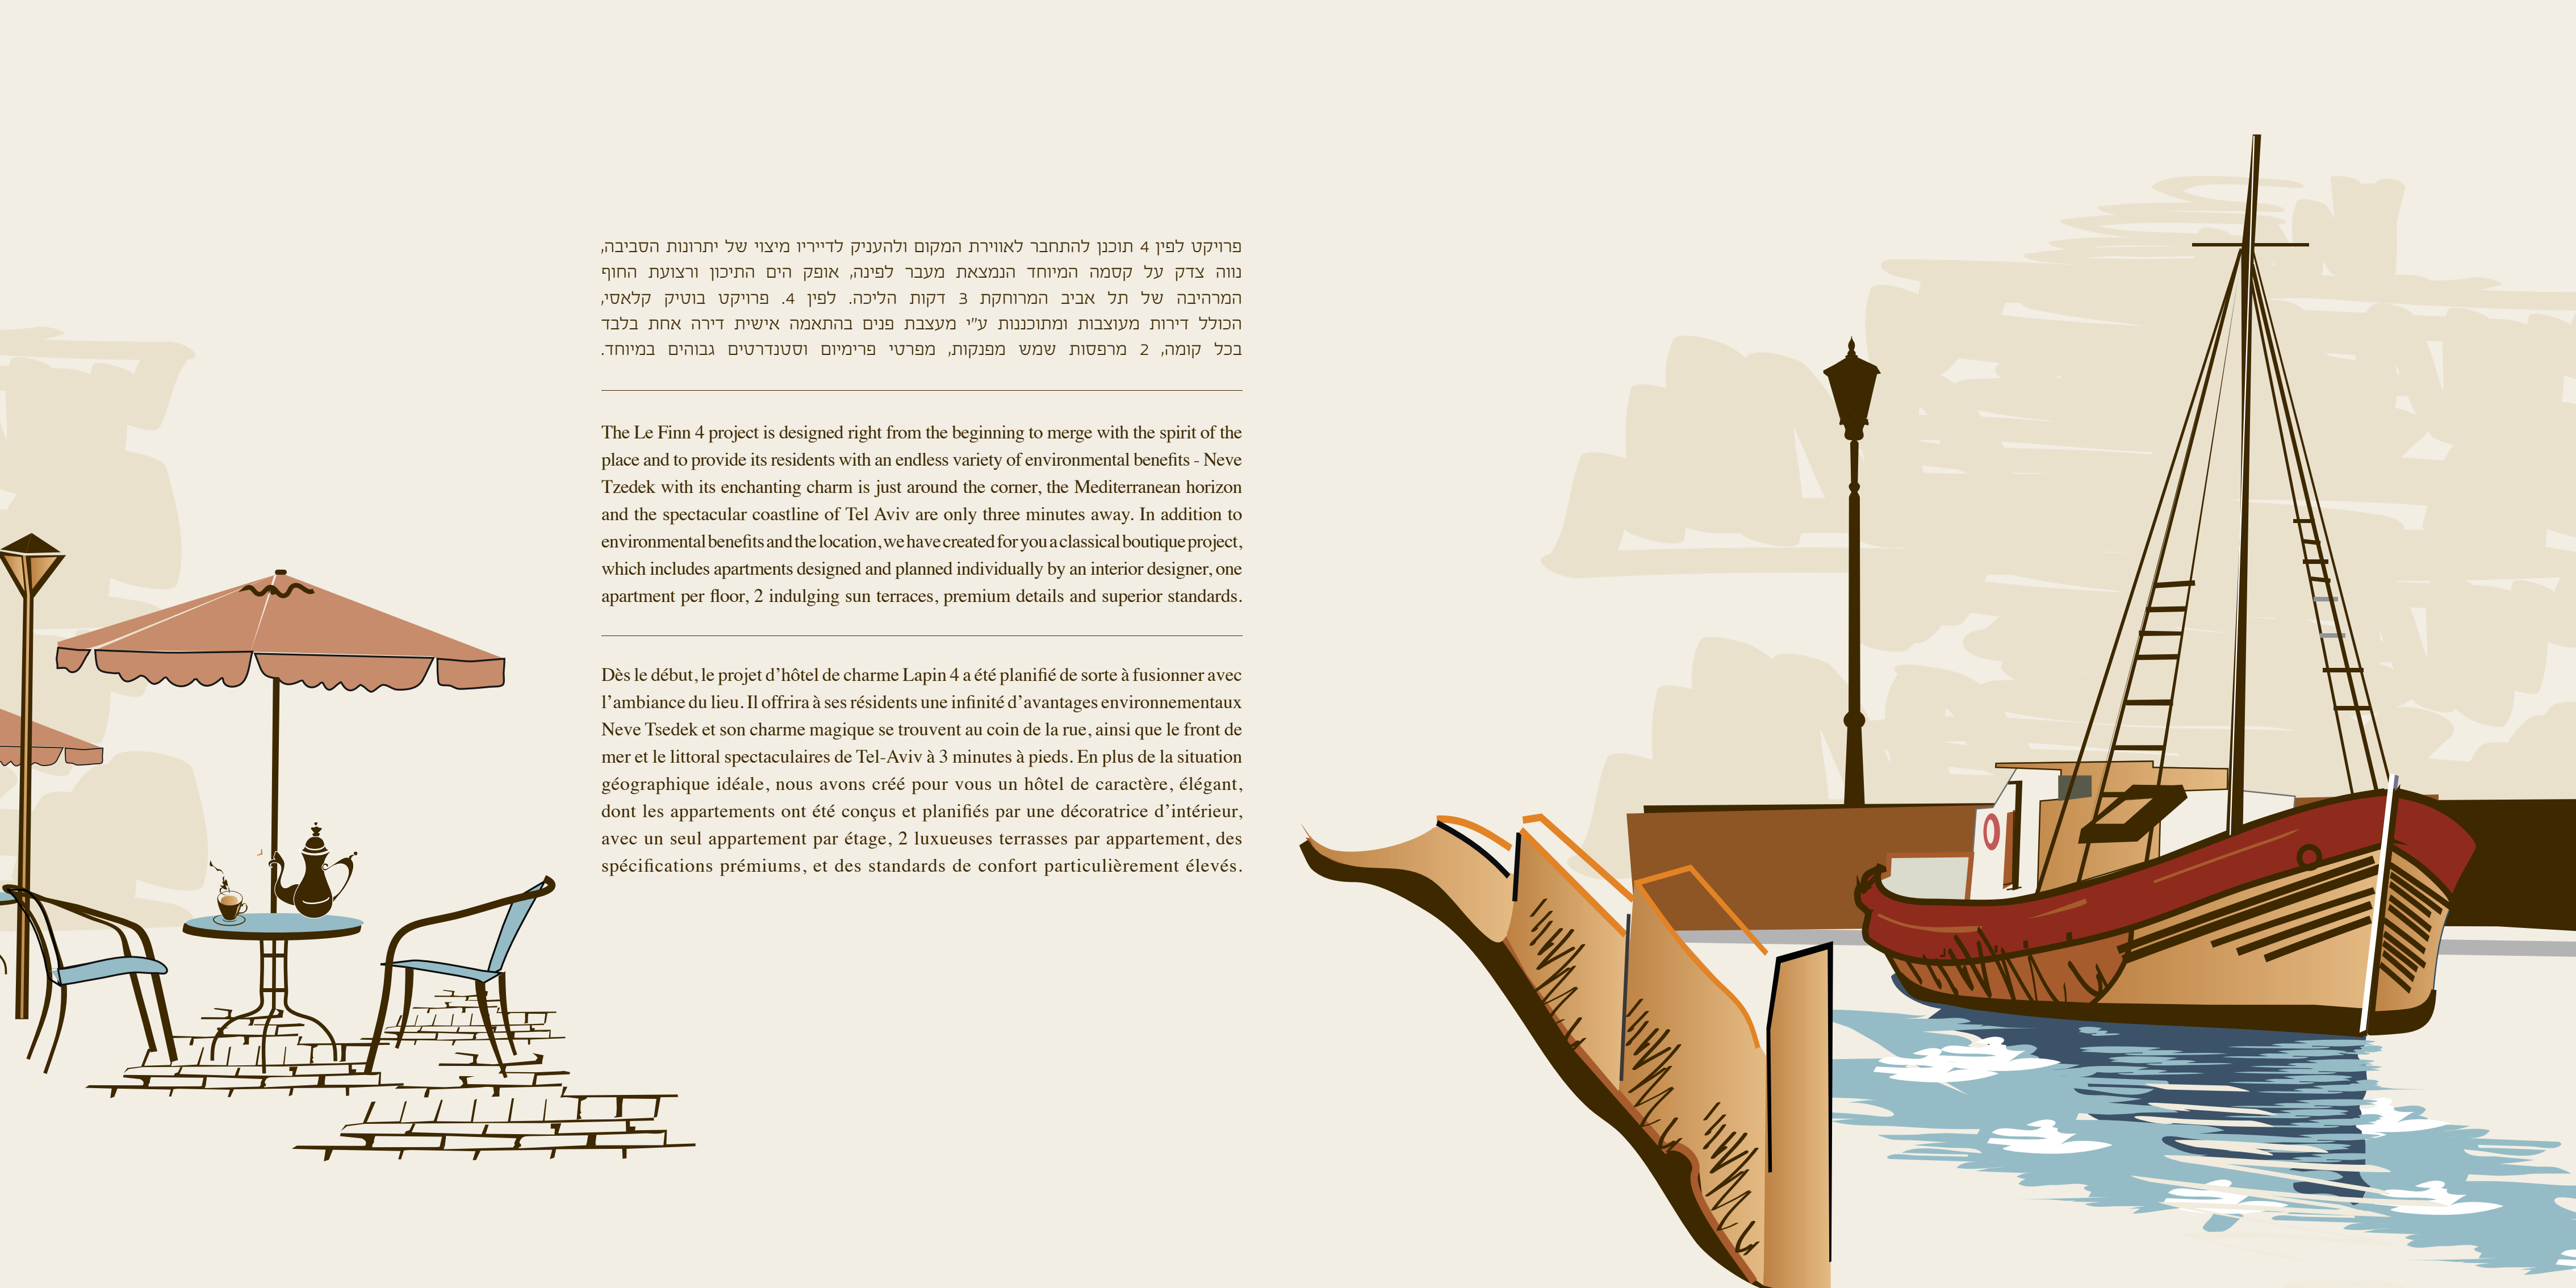 פרויקט לפין 4 תוכנן להתחבר לאווירת המקום ולהעניק לדייריו מיצוי של יתרונות הסביבה,
נווה צדק על קסמה המיוחד הנמצאת מעבר לפינה, אופק הים התיכון ורצועת החוף
המרהיבה של תל אביב המרוחקת 3 דקות הליכה. לפין 4. פרויקט בוטיק קלאסי,
הכולל דירות מעוצבות ומתוכננות ע"י מעצבת פנים בהתאמה אישית דירה אחת בלבד
בכל קומה, 2 מרפסות שמש מפנקות, מפרטי פרימיום וסטנדרטים גבוהים במיוחד.
The Le Finn 4 project is designed right from the beginning to merge with the spirit of the
place and to provide its residents with an endless variety of environmental benefits - Neve
Tzedek with its enchanting charm is just around the corner, the Mediterranean horizon
and the spectacular coastline of Tel Aviv are only three minutes away. In addition to
environmental benefits and the location, we have created for you a classical boutique project,
which includes apartments designed and planned individually by an interior designer, one
apartment per floor, 2 indulging sun terraces, premium details and superior standards.
Dès le début, le projet d’hôtel de charme Lapin 4 a été planifié de sorte à fusionner avec
l’ambiance du lieu. Il offrira à ses résidents une infinité d’avantages environnementaux
Neve Tsedek et son charme magique se trouvent au coin de la rue, ainsi que le front de
mer et le littoral spectaculaires de Tel-Aviv à 3 minutes à pieds. En plus de la situation
géographique idéale, nous avons créé pour vous un hôtel de caractère, élégant,
dont les appartements ont été conçus et planifiés par une décoratrice d’intérieur,
avec un seul appartement par étage, 2 luxueuses terrasses par appartement, des
spécifications prémiums, et des standards de confort particulièrement élevés.